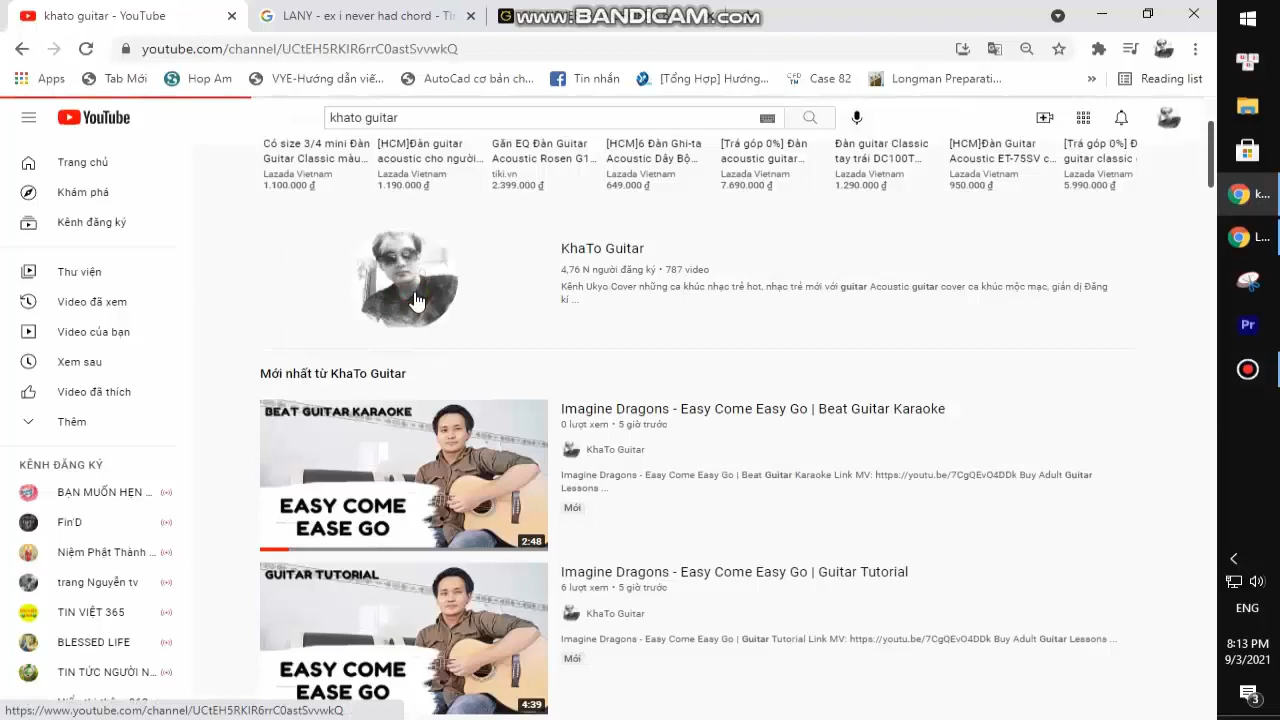 khato guitar - YouTube
LANY - ex i never had chord - Ti
www.BANDICAM.com
youtube.com/channel/UCtEH5RKIR6rrC0astSvvwkQ
Apps
Tab Mới
Hop Am
VYE-Hướng dẫn viế...
AutoCad cơ bản ch...
Tin nhắn
[Tổng Hợp] Hướng...
Case 82
Longman Preparati...
»
Reading list
YouTube
khato guitar
Có size 3/4 mini Đàn
Guitar Classic màu...
Lazada Vietnam
1.100.000 ₫
[HCM]Đàn guitar
acoustic cho người...
Lazada Vietnam
1.190.000 ₫
Gắn EQ Đàn Guitar
Acoustic Rosen G1...
tiki.vn
2.399.000 ₫
[HCM]6 Đàn Ghi-ta
Acoustic Dây Bộ...
Lazada Vietnam
649.000 ₫
[Trả góp 0%] Đàn
acoustic guitar...
Lazada Vietnam
7.690.000 ₫
Đàn guitar Classic
tay trái DC100T...
Lazada Vietnam
1.290.000 ₫
[HCM]Đàn Guitar
Acoustic ET-75SV c...
Lazada Vietnam
950.000 ₫
[Trả góp 0%] Đàn
guitar classic
Lazada Vietnam
5.990.000 ₫
Trang chủ
Khám phá
Kênh đăng ký
Thư viện
Video đã xem
Video của bạn
Xem sau
Video đã thích
Thêm
KÊNH ĐĂNG KÝ
BẠN MUỐN HẸN ...
Fin'D
Niệm Phật Thành ...
trang Nguyễn tv
TIN VIỆT 365
BLESSED LIFE
TIN TỨC NGƯỜI N...
KhaTo Guitar
4,76 N người đăng ký • 787 video
Kênh Ukyo Cover những ca khúc nhạc trẻ hot, nhạc trẻ mới với guitar Acoustic guitar cover ca khúc mộc mạc, giản dị Đăng
kí ...
Mới nhất từ KhaTo Guitar
BEAT GUITAR KARAOKE
EASY COME
EASE GO
2:48
Imagine Dragons - Easy Come Easy Go | Beat Guitar Karaoke
0 lượt xem • 5 giờ trước
KhaTo Guitar
Imagine Dragons - Easy Come Easy Go | Beat Guitar Karaoke Link MV: https://youtu.be/7CgQEvO4DDk Buy Adult Guitar
Lessons ...
Mới
GUITAR TUTORIAL
EASY COME
EASE GO
4:39
Imagine Dragons - Easy Come Easy Go | Guitar Tutorial
6 lượt xem • 5 giờ trước
KhaTo Guitar
Imagine Dragons - Easy Come Easy Go | Guitar Tutorial Link MV: https://youtu.be/7CgQEvO4DDk Buy Adult Guitar Lessons ...
Mới
https://www.youtube.com/channel/UCtEH5RKIR6rrC0astSvvwkQ
k...
L...
Pr
ENG
8:13 PM
9/3/2021
3